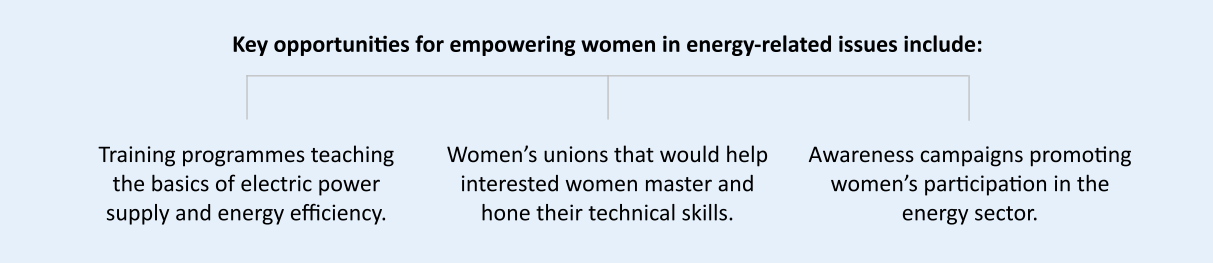 Key opportunities for empowering women in energy-related issues include:
Training programmes teaching
the basics of electric power
supply and energy efficiency.
Women’s unions that would help
interested women master and
hone their technical skills.
Awareness campaigns promoting
women’s participation in the
energy sector.